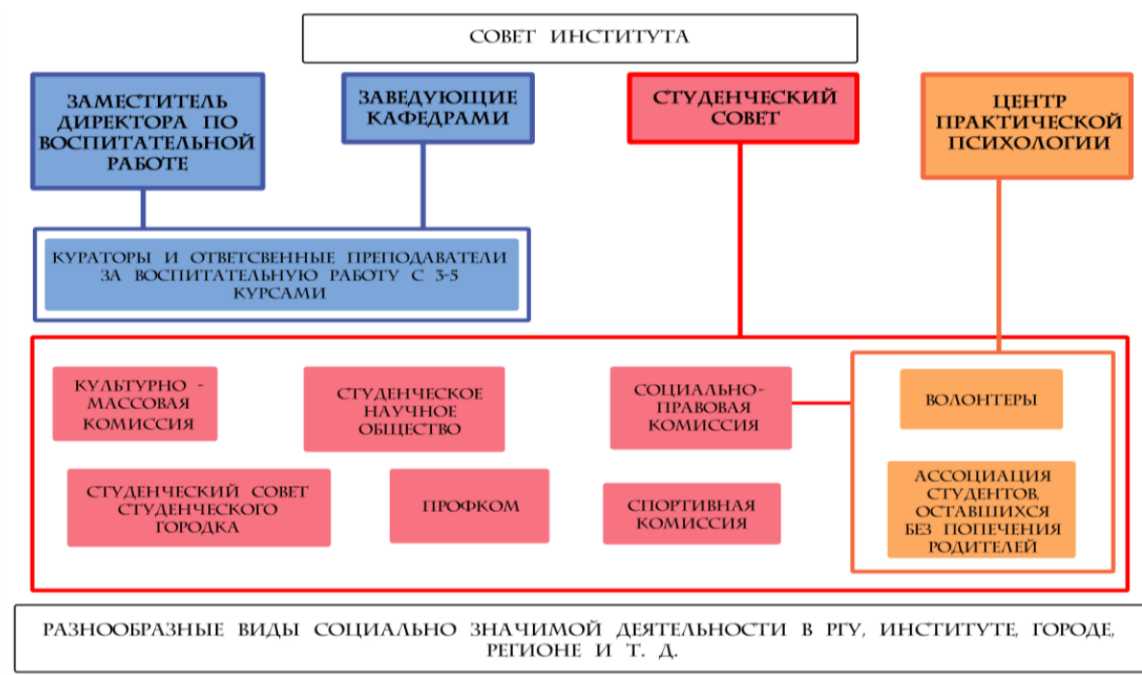 СОВЕТ ИНСТИТУТА
ЗАМЕСТИТЕЛЬ
ДИРЕКТОРА ПО
ВОСПИТАТЕЛЬНОЙ
РАБОТЕ
ЗАВЕДУЮЩИЕ
КАФЕДРАМИ
СТУДЕНЧЕСКИЙ
СОВЕТ
ЦЕНТР
ПРАКТИЧЕСКОЙ
ПСИХОЛОГИИ
КУРАТОРЫ И ОТВЕТСВЕННЫЕ ПРЕПОДАВАТЕЛИ
ЗА ВОСПИТАТЕЛЬНУЮ РАБОТУ С 3-5
КУРСАМИ
КУЛЬТУРНО -
МАССОВАЯ
КОМИССИЯ
СТУДЕНЧЕСКОЕ
НАУЧНОЕ
ОБЩЕСТВО
СОЦИАЛЬНО-
ПРАВОВАЯ
КОМИССИЯ
ВОЛОНТЕРЫ
СТУДЕНЧЕСКИЙ СОВЕТ
СТУДЕНЧЕСКОГО
ГОРОДКА
ПРОФКОМ
СПОРТИВНАЯ
КОМИССИЯ
АССОЦИАЦИЯ
СТУДЕНТОВ,
ОСТАВШИХСЯ
БЕЗ ПОПЕЧЕНИЯ
РОДИТЕЛЕЙ
РАЗНООБРАЗНЫЕ ВИДЫ СОЦИАЛЬНО ЗНАЧИМОЙ ДЕЯТЕЛЬНОСТИ В РГУ, ИНСТИТУТЕ, ГОРОДЕ,
РЕГИОНЕ И Т. Д.